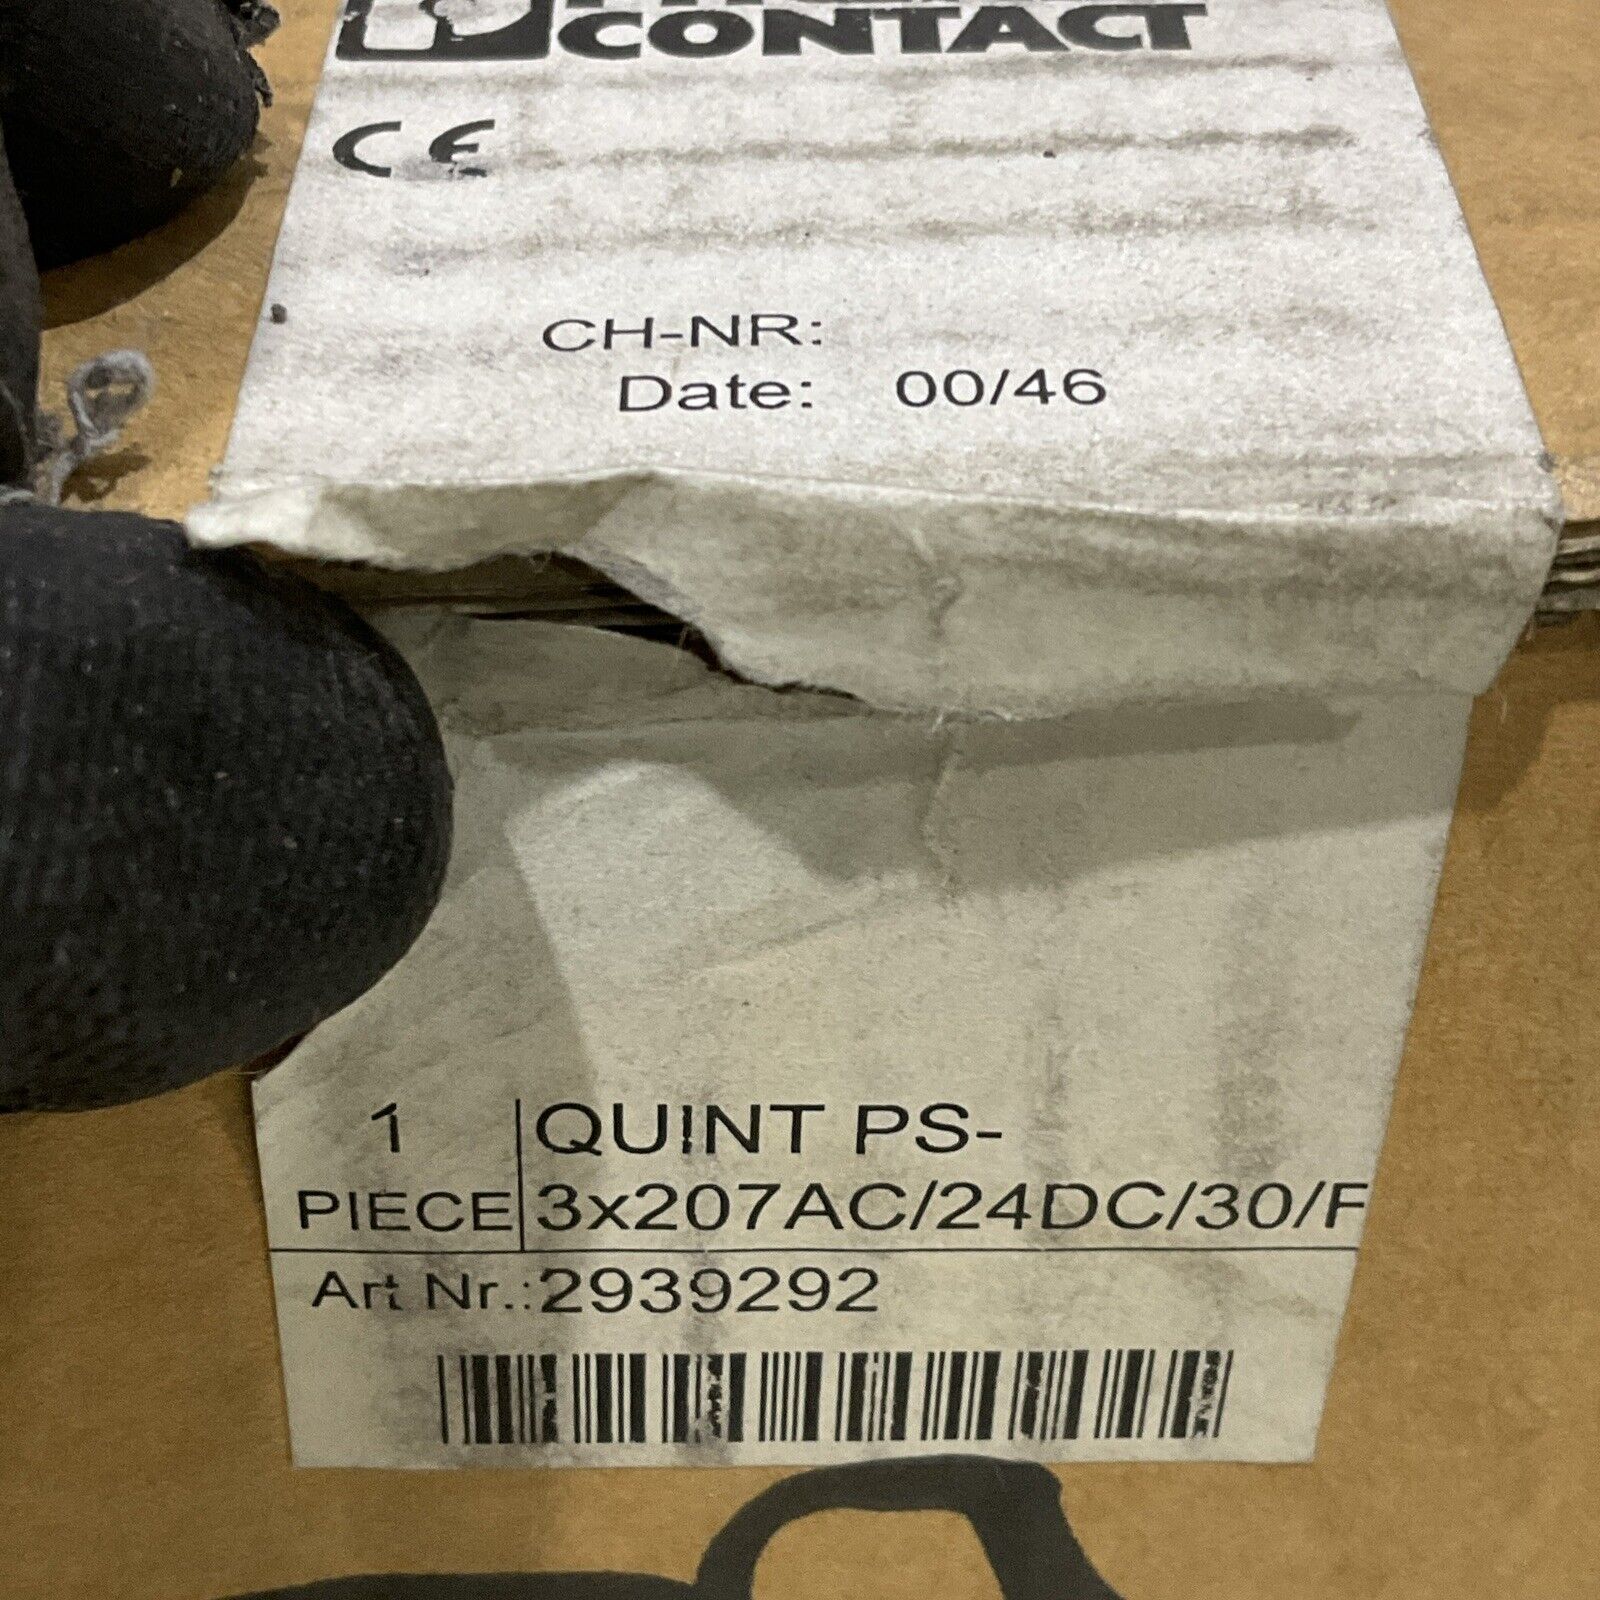 CONTACT
CE
CH-NR:
Date: 00/46
1 QUINT PS-
PIECE 3x207AC/24DC/30/F
Art Nr.: 2939292